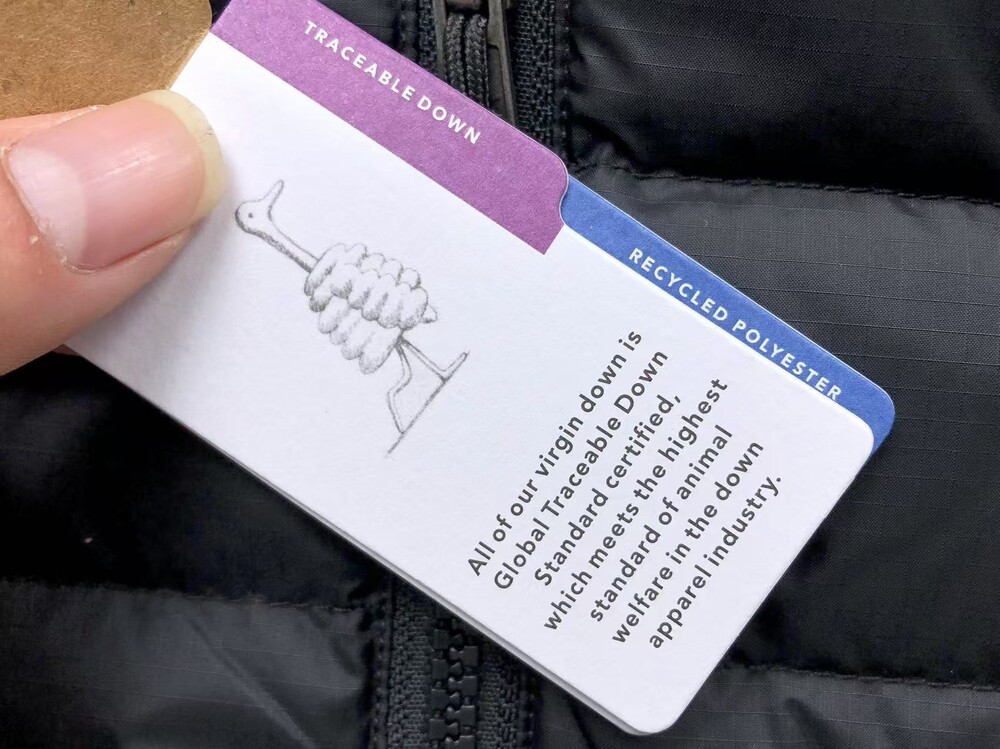 TRACEABLE DOWN
RECYCLED POLYESTER
All of our virgin down is
Global Traceable Down
Standard certified,
which meets the highest
standard of animal
welfare in the down
apparel industry.